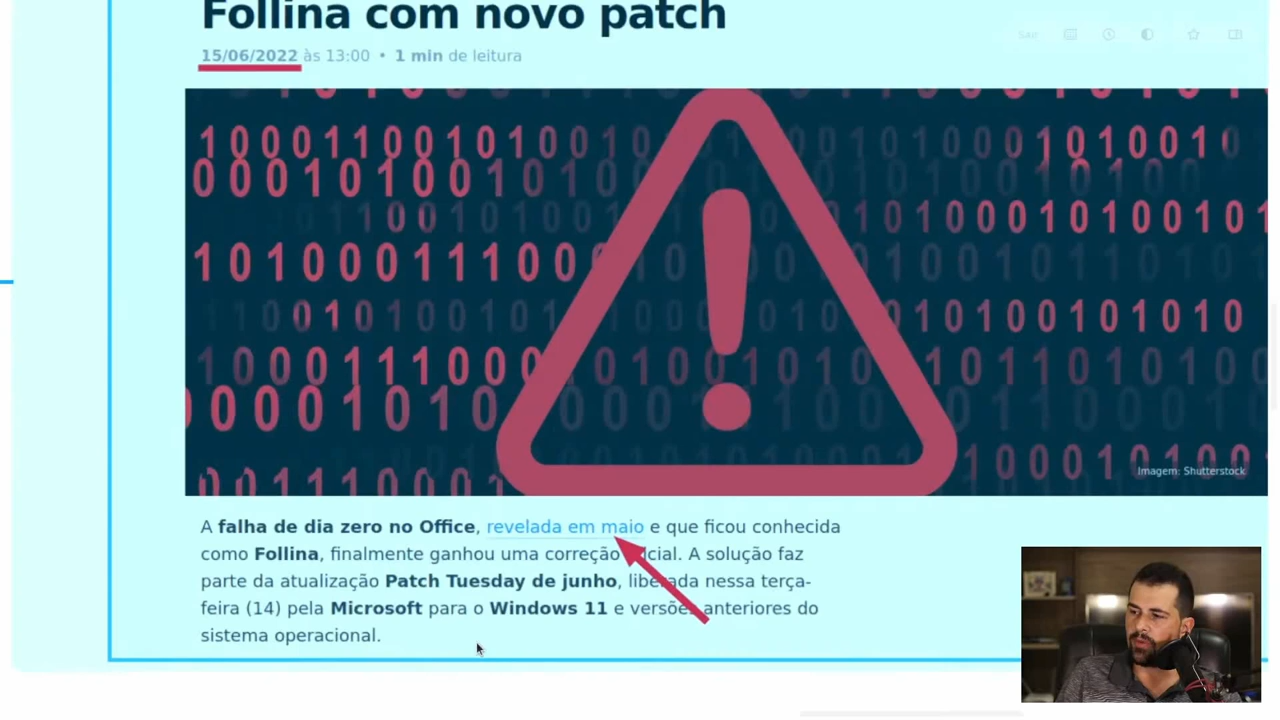 Follina com novo patch
15/06/2022 às 13:00 • 1 min de leitura
Imagem: Shutterstock
A falha de dia zero no Office, revelada em maio e que ficou conhecida
como Follina, finalmente ganhou uma correção icial. A solução faz
parte da atualização Patch Tuesday de junho, liberada nessa terça-
feira (14) pela Microsoft para o Windows 11 e versões anteriores do
sistema operacional.